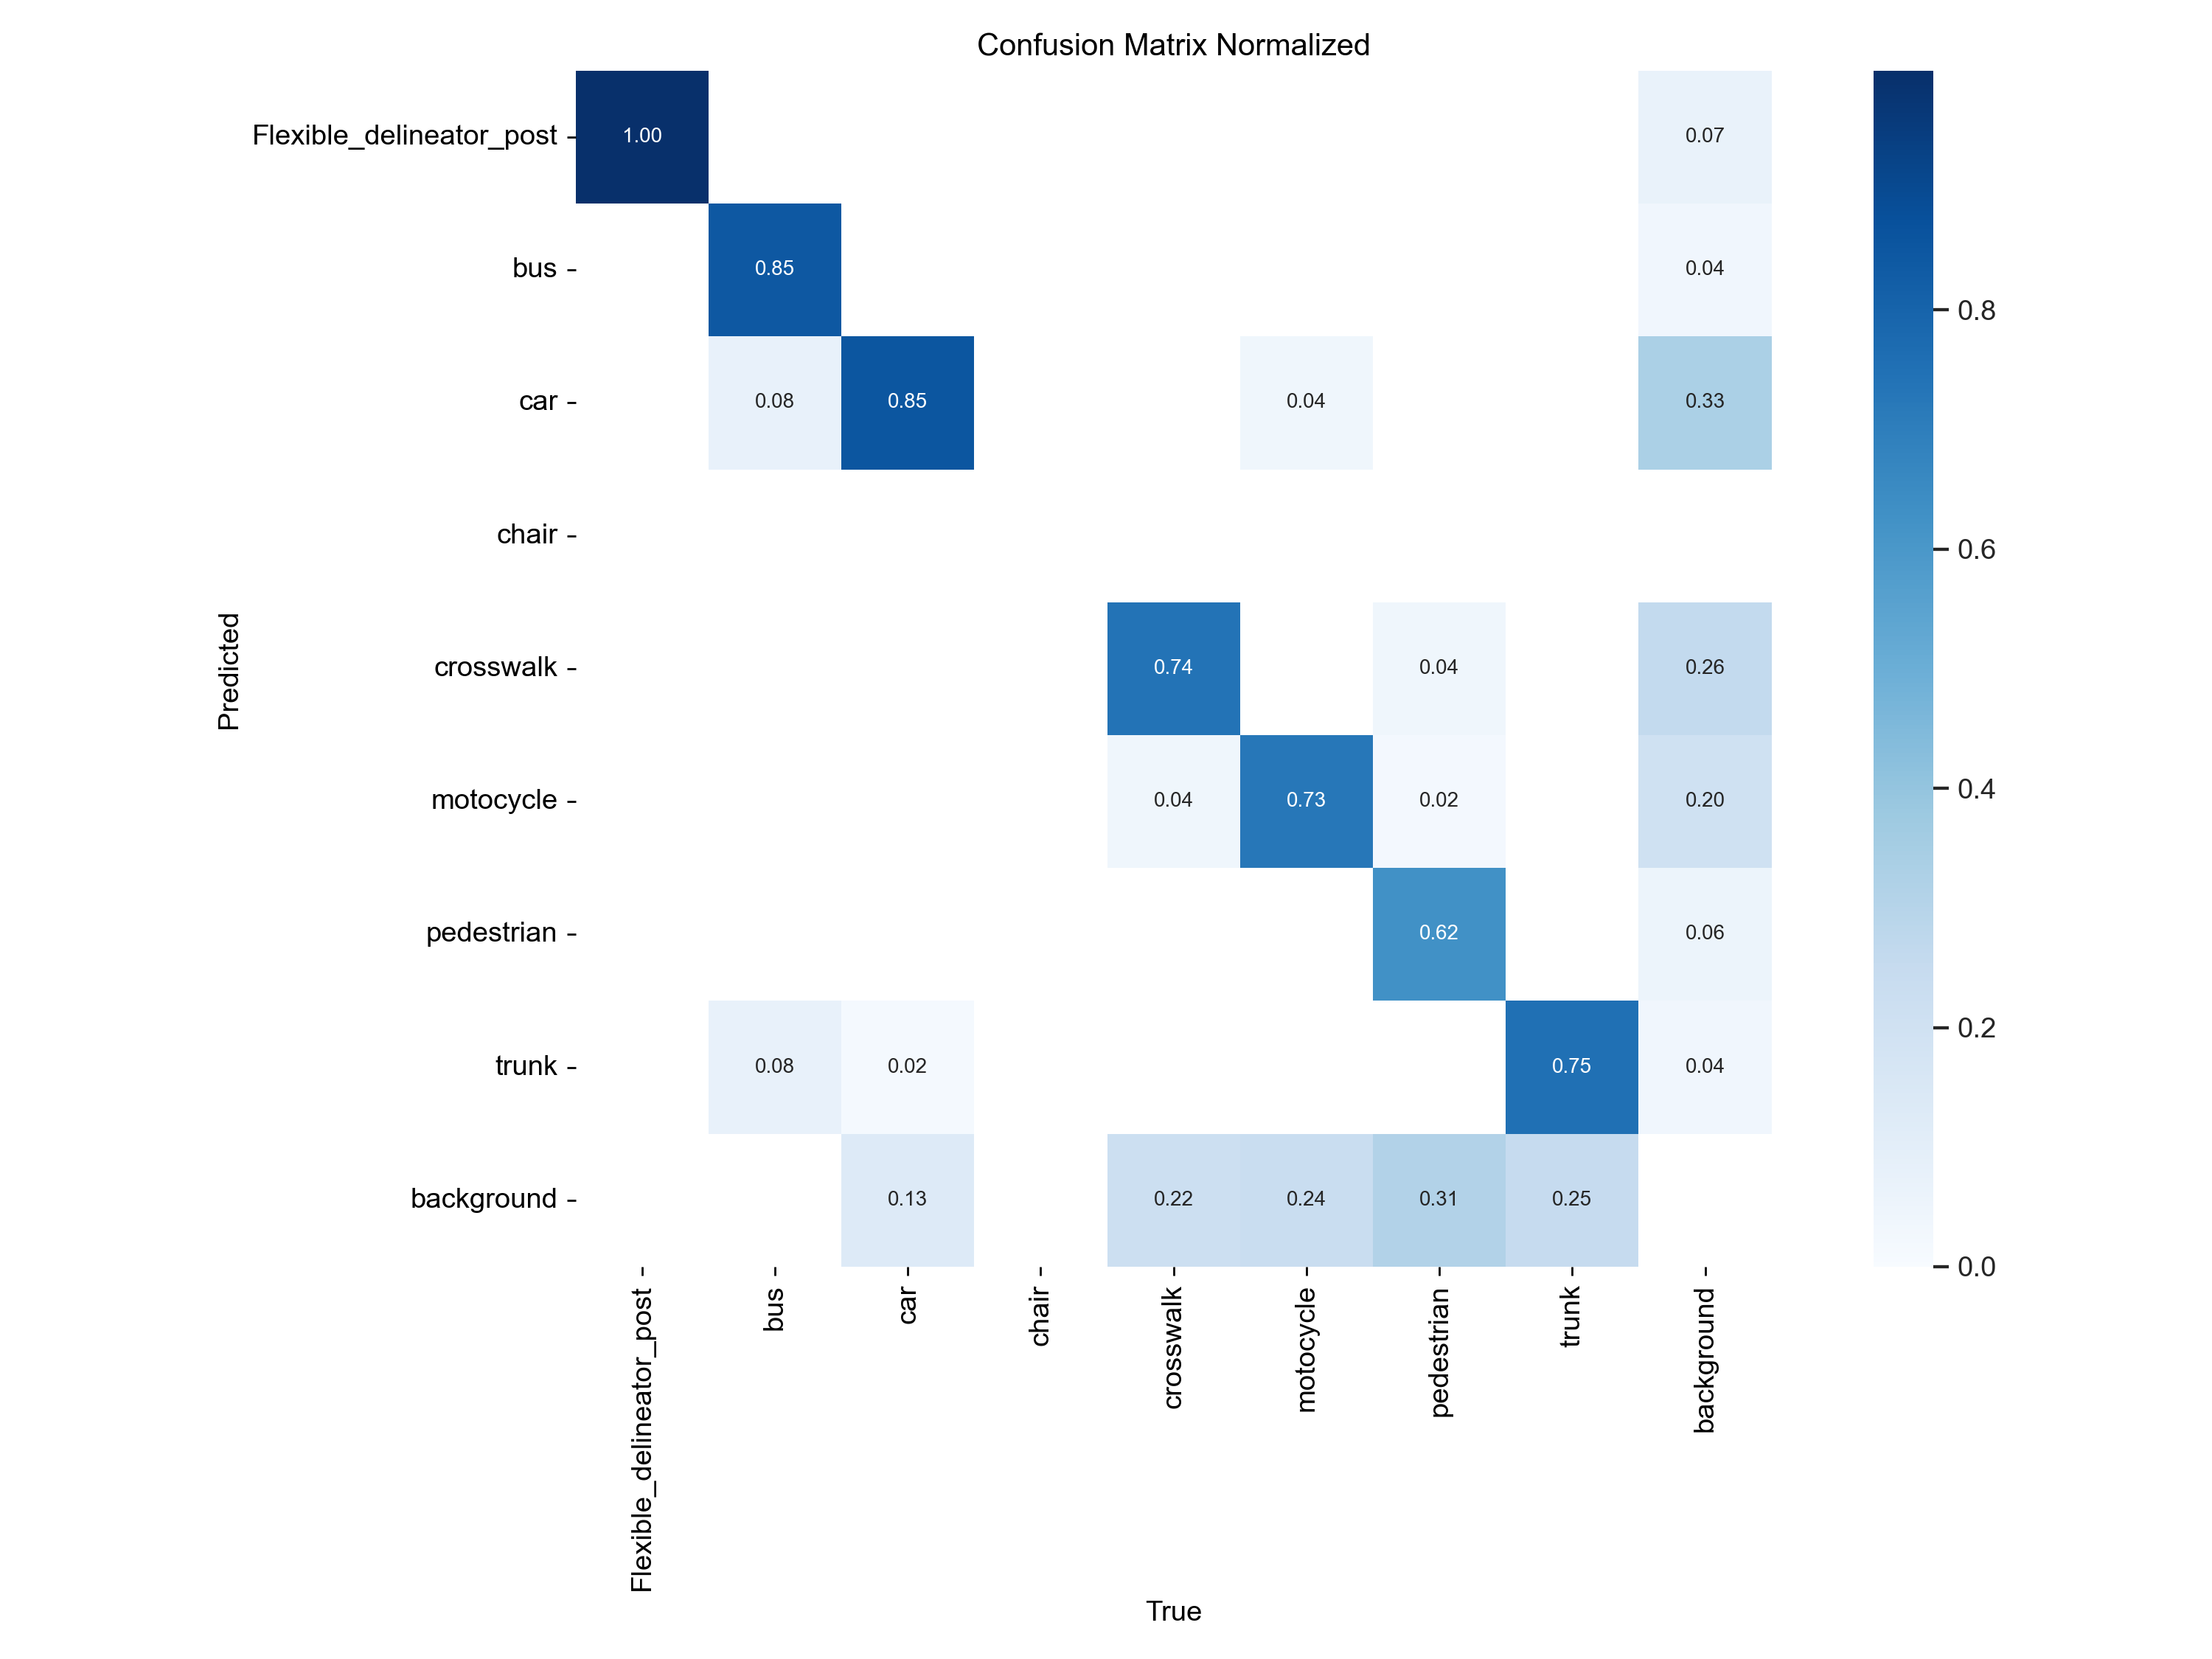 Confusion Matrix Normalized
Flexible_delineator_post 1.00 0.07
bus 0.85 0.04
0.8
car 0.08 0.85 0.04 0.33
chair
0.6
Predicted
crosswalk 0.74 0.04 0.26
motocycle 0.04 0.73 0.02 0.20
0.4
pedestrian 0.62 0.06
trunk 0.08 0.02 0.75 0.04
0.2
background 0.13 0.22 0.24 0.31 0.25
0.0
Flexible_delineator_post
bus
car
chair
crosswalk
motocycle
pedestrian
trunk
background
True